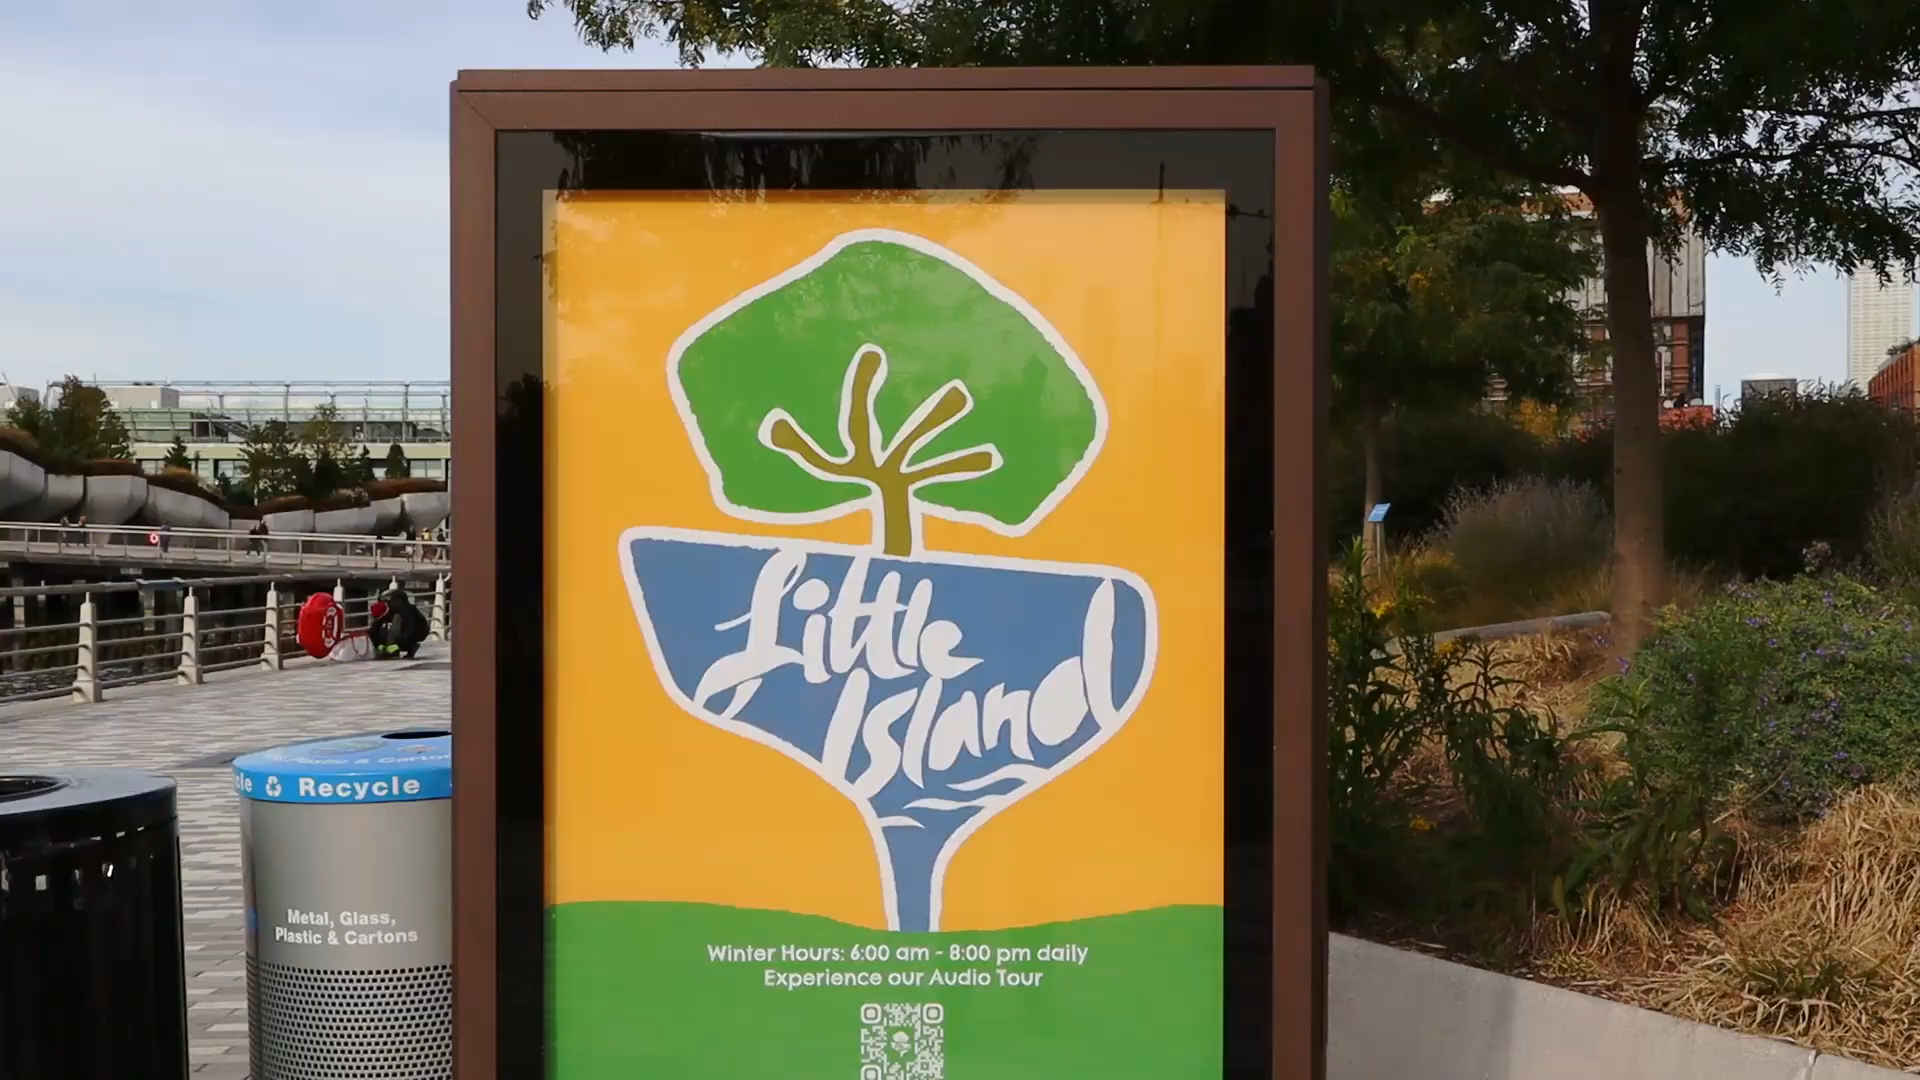 Little
Island
Winter Hours: 6:00 am - 8:00 pm daily
Experience our Audio Tour
Recycle
Metal, Glass,
Plastic & Cartons